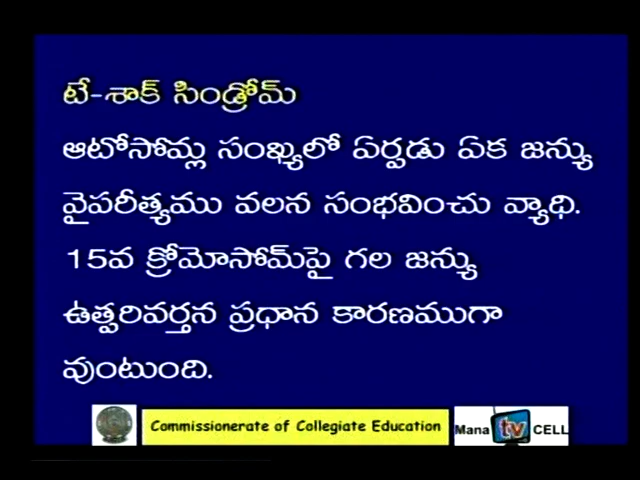 టే-శాక్ సిండ్రోమ్
ఆటోసోమ్ల సంఖ్యలో ఏర్పడు ఏక జన్యు
వైపరీత్యము వలన సంభవించు వ్యాధి.
15వ క్రోమోసోమ్‌పై గల జన్యు
ఉత్పరివర్తన ప్రధాన కారణముగా
వుంటుంది.
Commissionerate of Collegiate Education
Mana tv CELL